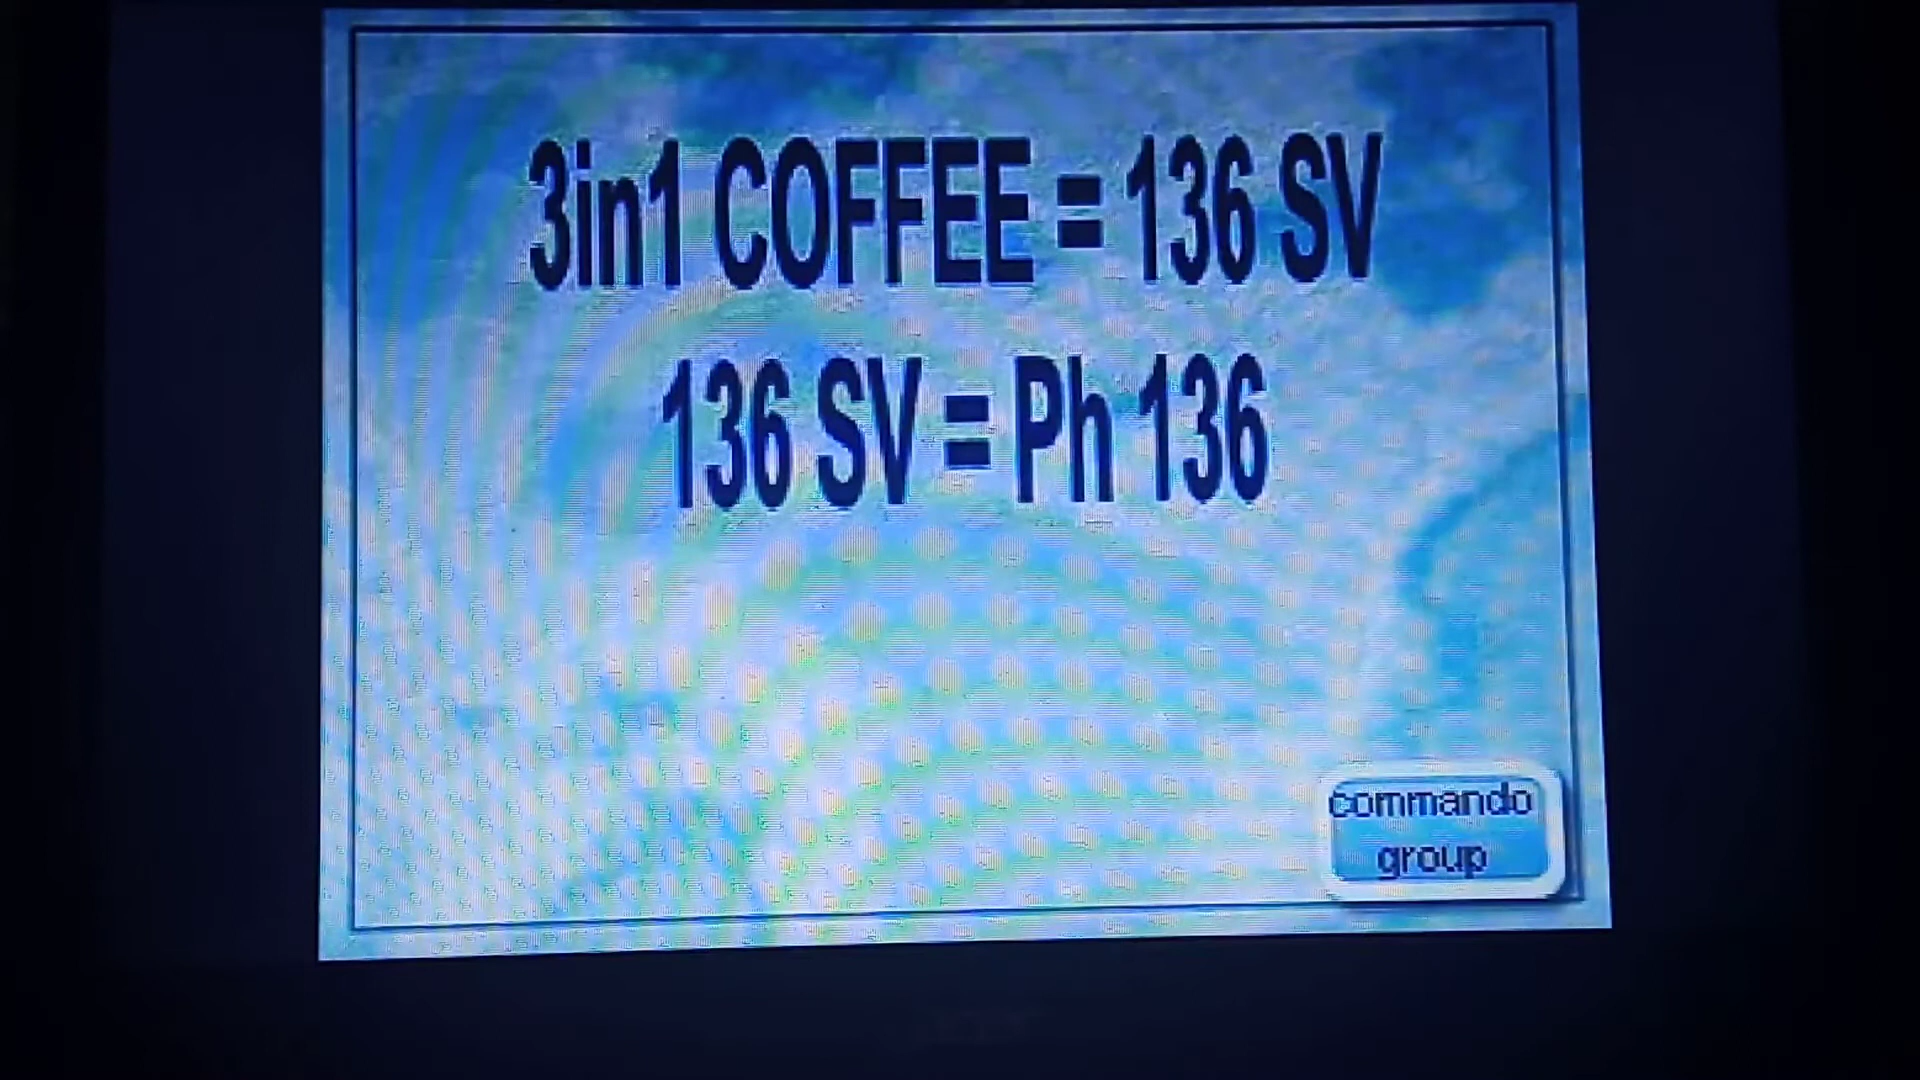 3in1 COFFEE = 136 SV
136 SV = Ph 136
commando
group